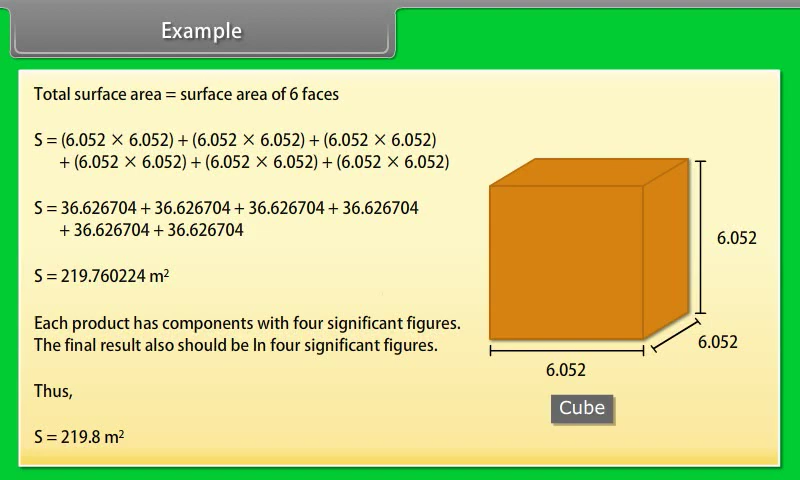 Example
Total surface area = surface area of 6 faces
S = (6.052 × 6.052) + (6.052 × 6.052) + (6.052 × 6.052)
+ (6.052 × 6.052) + (6.052 × 6.052) + (6.052 × 6.052)
S = 36.626704 + 36.626704 + 36.626704 + 36.626704
+ 36.626704 + 36.626704
S = 219.760224 m²
Each product has components with four significant figures.
The final result also should be In four significant figures.
Thus,
S = 219.8 m²
6.052
6.052
6.052
Cube